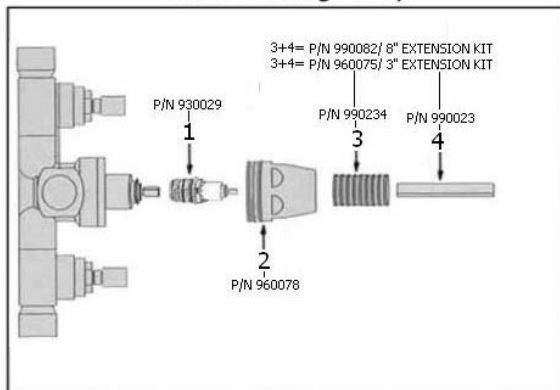 3+4= P/N 990082/ 8" EXTENSION KIT
3+4= P/N 960075/ 3" EXTENSION KIT
P/N 930029
1
P/N 990234
3
P/N 990023
4
2
P/N 960078